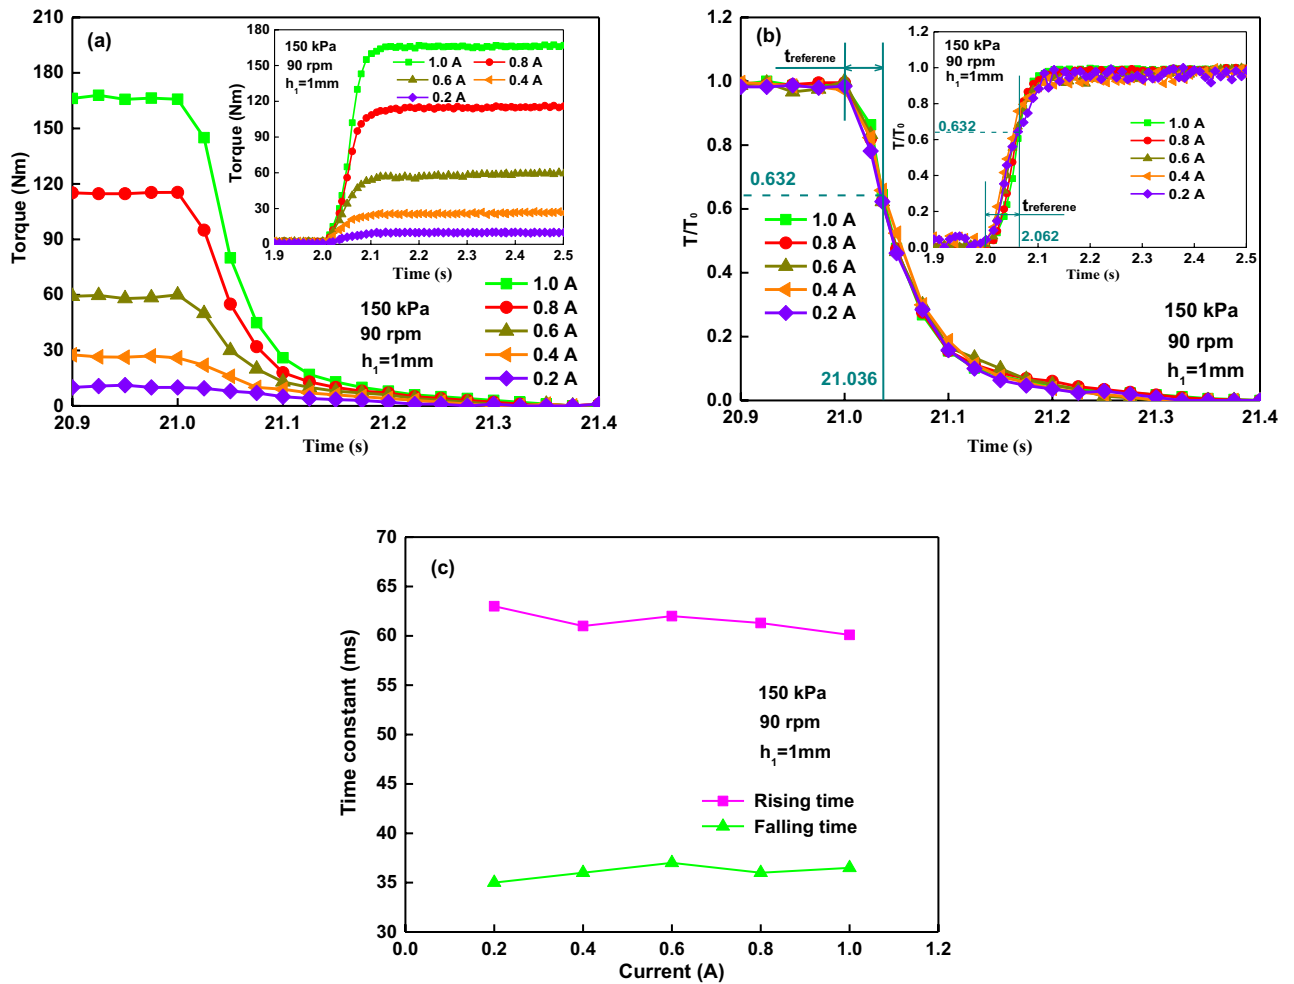 (a)
Torque (Nm)
210
180
150
120
90
60
30
0
20.9
21.0
21.1
21.2
21.3
21.4
Time (s)
150 kPa
90 rpm
h1=1mm
1.0 A
0.8 A
0.6 A
0.4 A
0.2 A
Torque (Nm)
180
150
120
90
60
30
0
1.9
2.0
2.1
2.2
2.3
2.4
2.5
Time (s)
150 kPa
90 rpm
h1=1mm
1.0 A
0.8 A
0.6 A
0.4 A
0.2 A
(b)
T/T0
1.2
1.0
0.8
0.6
0.4
0.2
0.0
20.9
21.0
21.1
21.2
21.3
21.4
Time (s)
treferene
0.632
21.036
1.0 A
0.8 A
0.6 A
0.4 A
0.2 A
150 kPa
90 rpm
h1=1mm
T/T0
1.2
1.0
0.8
0.6
0.4
0.2
0.0
1.9
2.0
2.1
2.2
2.3
2.4
2.5
Time (s)
150 kPa
90 rpm
h1=1mm
0.632
treferene
2.062
1.0 A
0.8 A
0.6 A
0.4 A
0.2 A
(c)
Time constant (ms)
70
65
60
55
50
45
40
35
30
0.0
0.2
0.4
0.6
0.8
1.0
1.2
Current (A)
150 kPa
90 rpm
h1=1mm
Rising time
Falling time